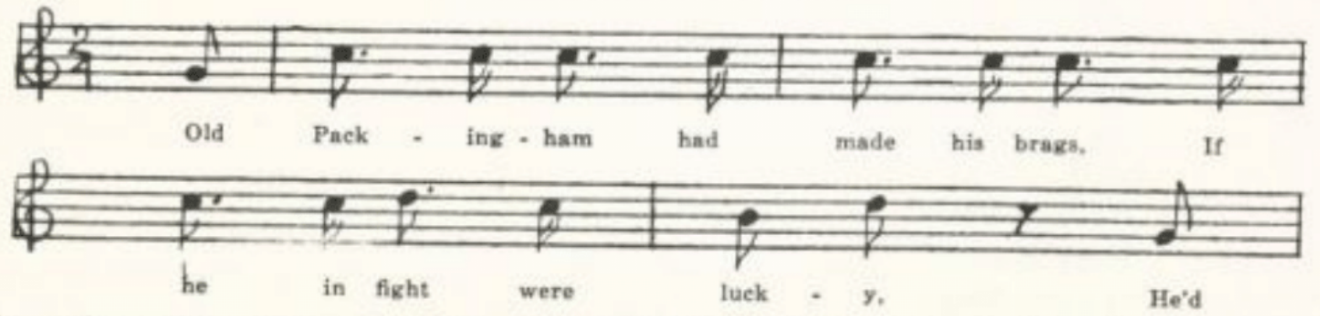 Old Pack - ing - ham had made his brags, If
he in fight were luck - y, He'd